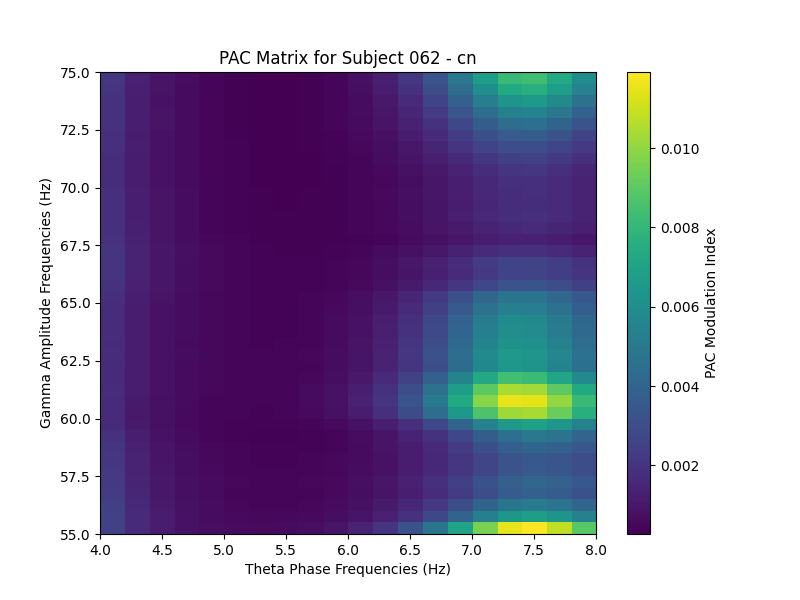 PAC Matrix for Subject 062 - cn
75.0
72.5
70.0
67.5
65.0
62.5
60.0
57.5
55.0
Gamma Amplitude Frequencies (Hz)
4.0 4.5 5.0 5.5 6.0 6.5 7.0 7.5 8.0
Theta Phase Frequencies (Hz)
0.010
0.008
0.006
0.004
0.002
PAC Modulation Index